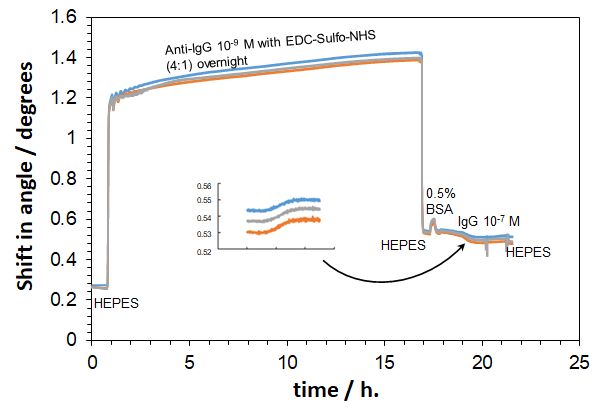 1.6
1.4
1.2
1
0.8
0.6
0.4
0.2
0
Shift in angle / degrees
Anti-IgG 10-9 M with EDC-Sulfo-NHS
(4:1) overnight
0.56
0.55
0.54
0.53
0.52
0.5%
BSA
IgG 10-7 M
HEPES
HEPES
HEPES
0
5
10
15
20
25
time / h.